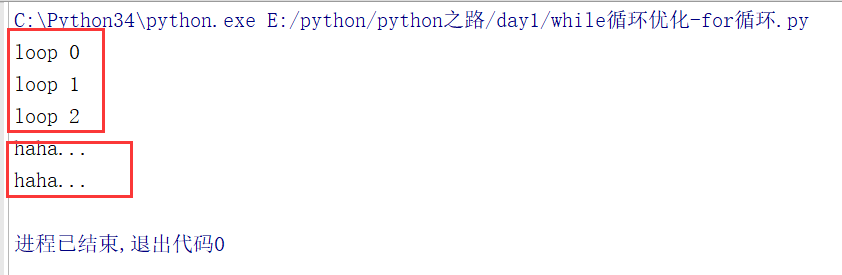 C:\Python34\python.exe E:/python/python之路/day1/while循环优化-for循环.py
loop 0
loop 1
loop 2
haha...
haha...
进程已结束,退出代码0